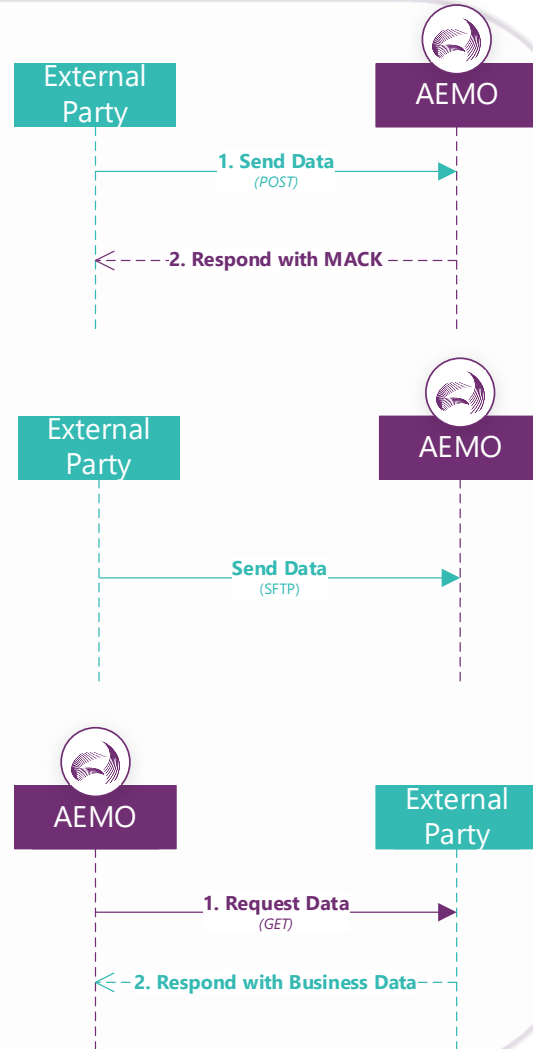 External
Party
AEMO
1. Send Data
(POST)
2. Respond with MACK
External
Party
AEMO
Send Data
(SFTP)
AEMO
External
Party
1. Request Data
(GET)
2. Respond with Business Data